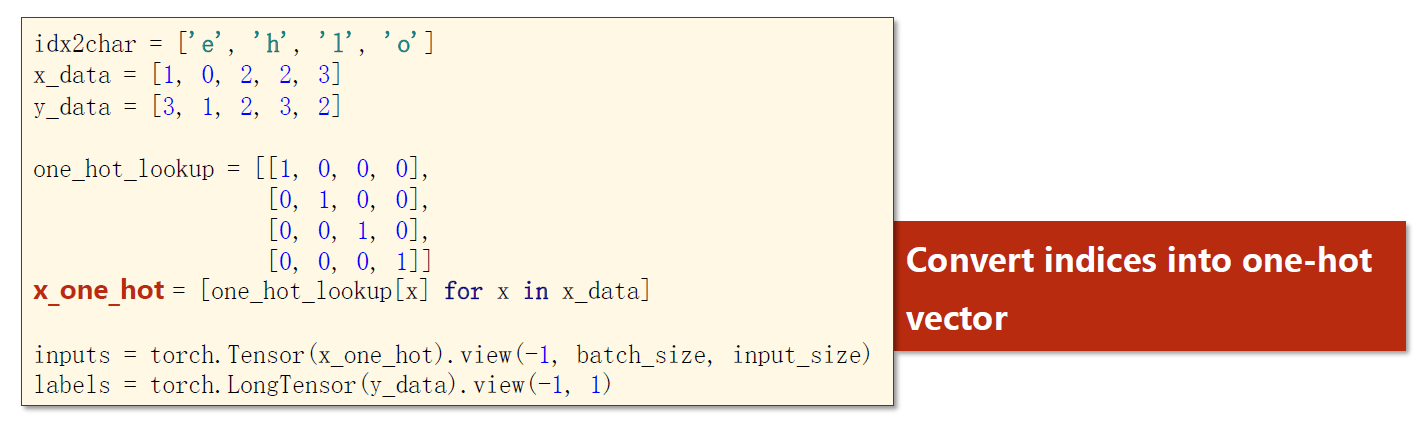 idx2char = ['e', 'h', 'l', 'o']
x_data = [1, 0, 2, 2, 3]
y_data = [3, 1, 2, 3, 2]
one_hot_lookup = [[1, 0, 0, 0],
[0, 1, 0, 0],
[0, 0, 1, 0],
[0, 0, 0, 1]]
x_one_hot = [one_hot_lookup[x] for x in x_data]
inputs = torch.Tensor(x_one_hot).view(-1, batch_size, input_size)
labels = torch.LongTensor(y_data).view(-1, 1)
Convert indices into one-hot
vector